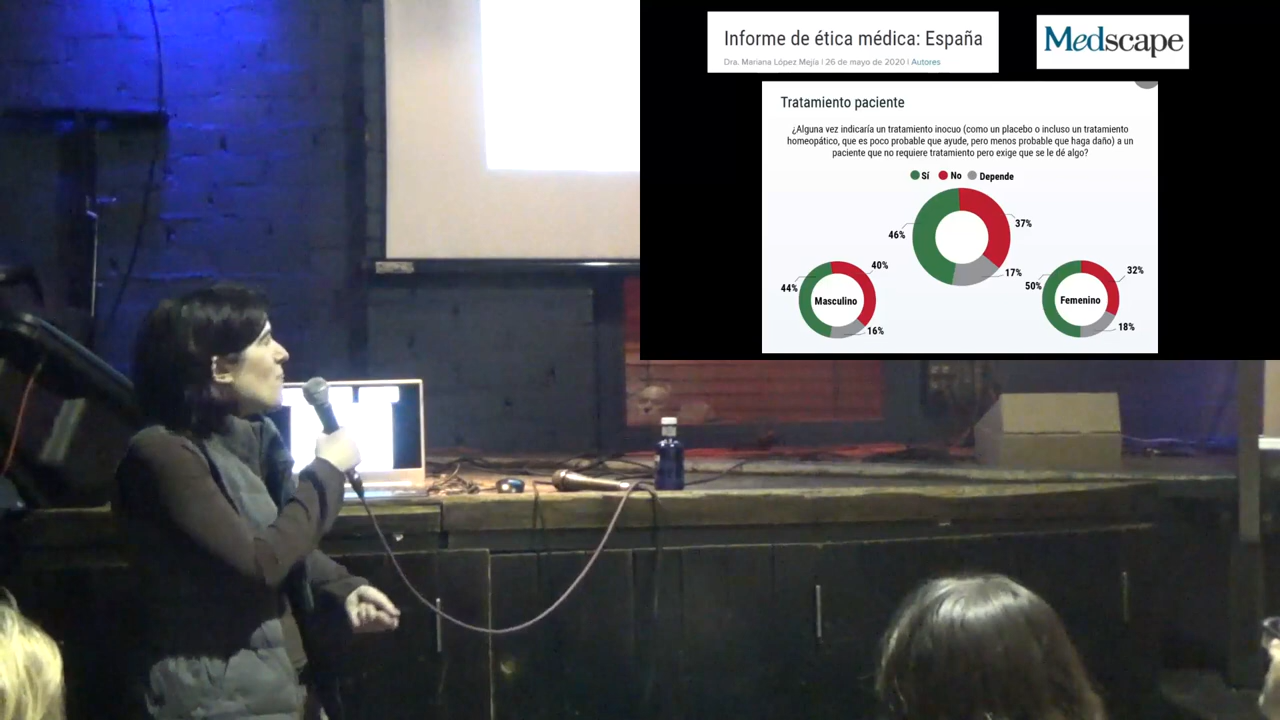 Informe de ética médica: España
Dra. Mariana López Mejía | 26 de mayo de 2020 | Autores
Medscape
Tratamiento paciente
¿Alguna vez indicaría un tratamiento inocuo (como un placebo o incluso un tratamiento
homeopático, que es poco probable que ayude, pero menos probable que haga daño) a un
paciente que no requiere tratamiento pero exige que se le dé algo?
Sí No Depende
46%
37%
17%
44%
40%
16%
Masculino
50%
32%
18%
Femenino